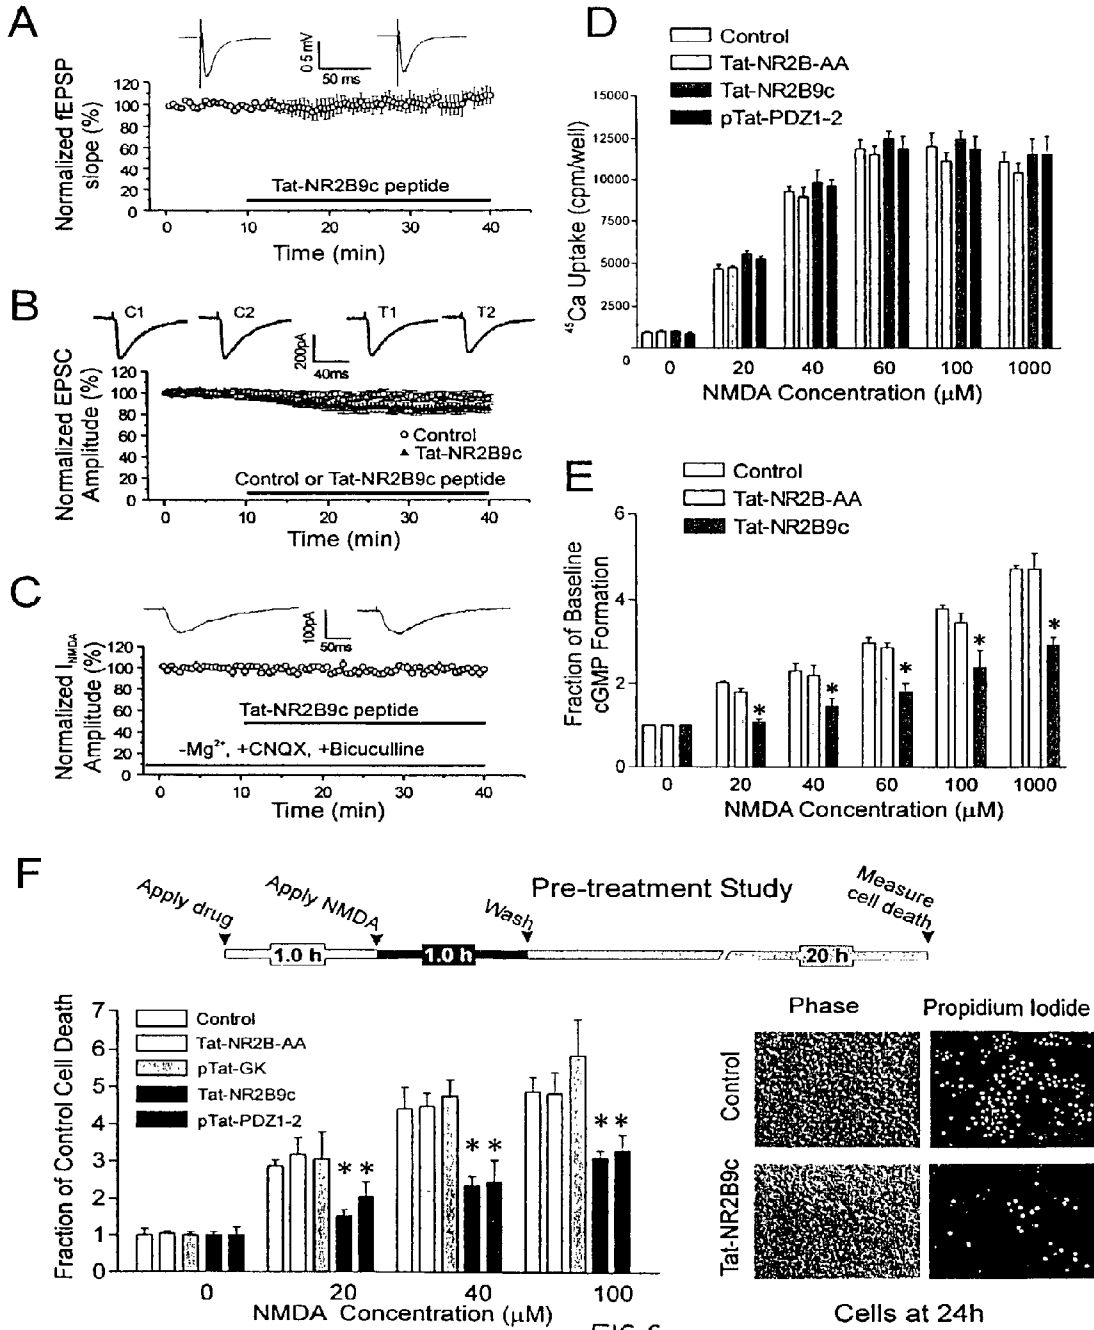 A
0.5 mV
50 ms
Normalized fEPSP
slope (%)
120
100
80
60
40
20
0
Tat-NR2B9c peptide
0 10 20 30 40
Time (min)
B
C1 C2 T1 T2
200pA
40ms
Normalized EPSC
Amplitude (%)
120
100
80
60
40
20
0
Control
Tat-NR2B9c
Control or Tat-NR2B9c peptide
0 10 20 30 40
Time (min)
C
100pA
50ms
Normalized I_NMDA
Amplitude (%)
120
100
80
60
40
20
0
Tat-NR2B9c peptide
-Mg²⁺, +CNQX, +Bicuculline
0 10 20 30 40
Time (min)
D
Control
Tat-NR2B-AA
Tat-NR2B9c
pTat-PDZ1-2
⁴⁵Ca Uptake (cpm/well)
15000
12500
10000
7500
5000
2500
0
0 20 40 60 100 1000
NMDA Concentration (μM)
E
Control
Tat-NR2B-AA
Tat-NR2B9c
Fraction of Baseline
cGMP Formation
6
4
2
0
* * * * *
0 20 40 60 100 1000
NMDA Concentration (μM)
F
Pre-treatment Study
Apply drug
Apply NMDA
Wash
Measure
cell death
1.0 h 1.0 h 20 h
Fraction of Control Cell Death
7
6
5
4
3
2
1
0
Control
Tat-NR2B-AA
pTat-GK
Tat-NR2B9c
pTat-PDZ1-2
* * * * * *
0 20 40 100
NMDA Concentration (μM)
Phase Propidium Iodide
Control
Tat-NR2B9c
Cells at 24h